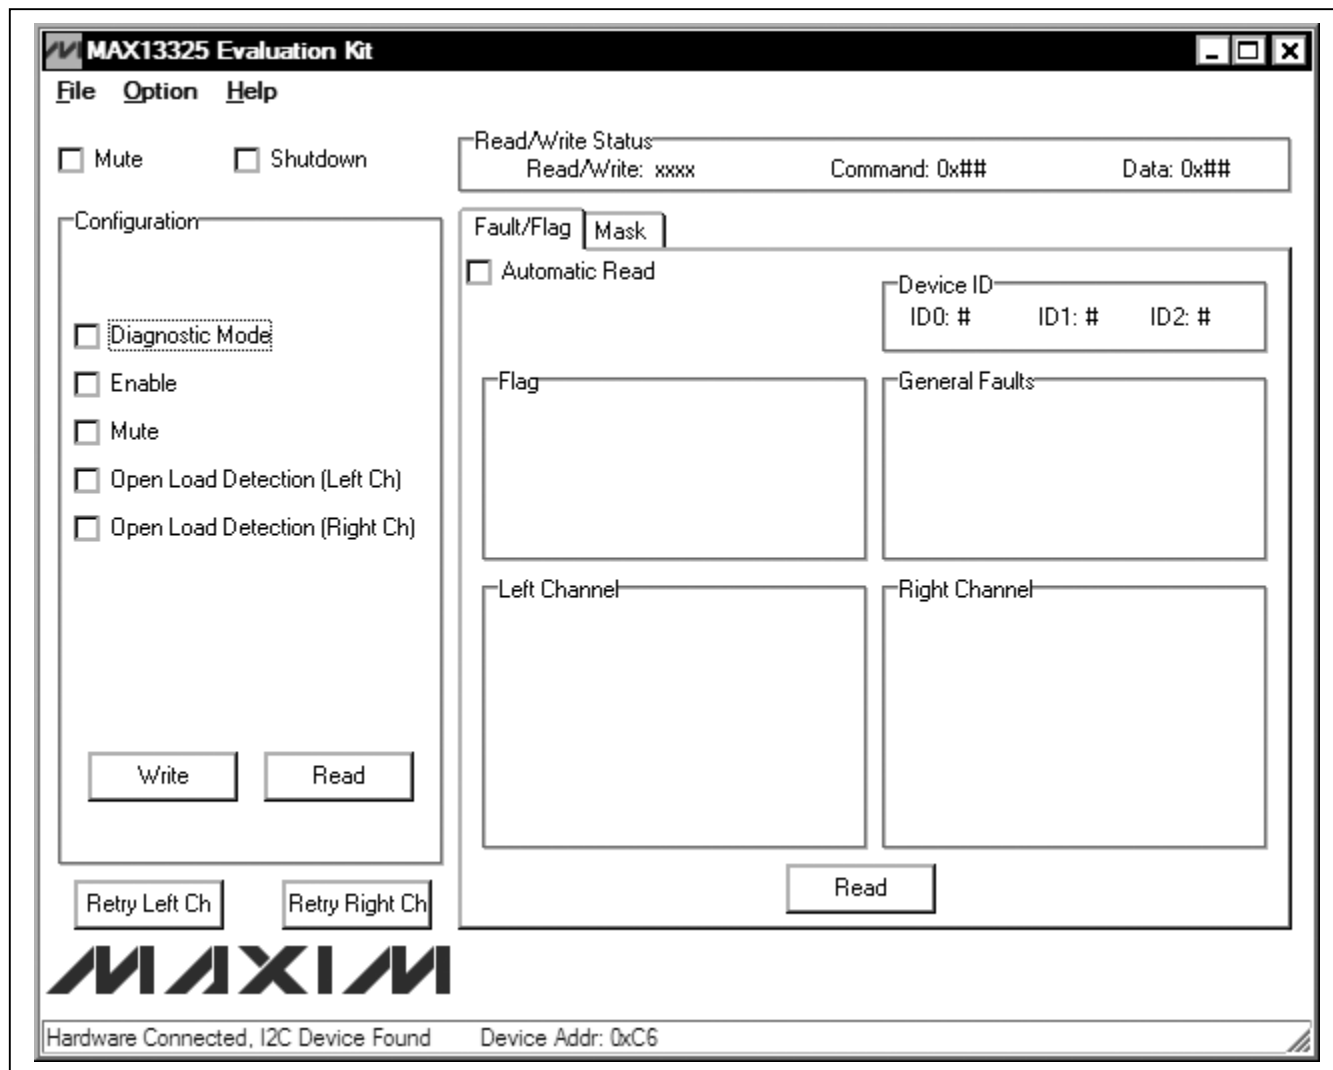 MAX13325 Evaluation Kit
File Option Help
Mute Shutdown
Read/Write Status
Read/Write: xxxx Command: 0x## Data: 0x##
Configuration
Diagnostic Mode
Enable
Mute
Open Load Detection (Left Ch)
Open Load Detection (Right Ch)
Write Read
Retry Left Ch Retry Right Ch
Fault/Flag Mask
Automatic Read
Device ID
ID0: # ID1: # ID2: #
Flag
General Faults
Left Channel
Right Channel
Read
MAXIM
Hardware Connected, I2C Device Found Device Addr: 0xC6